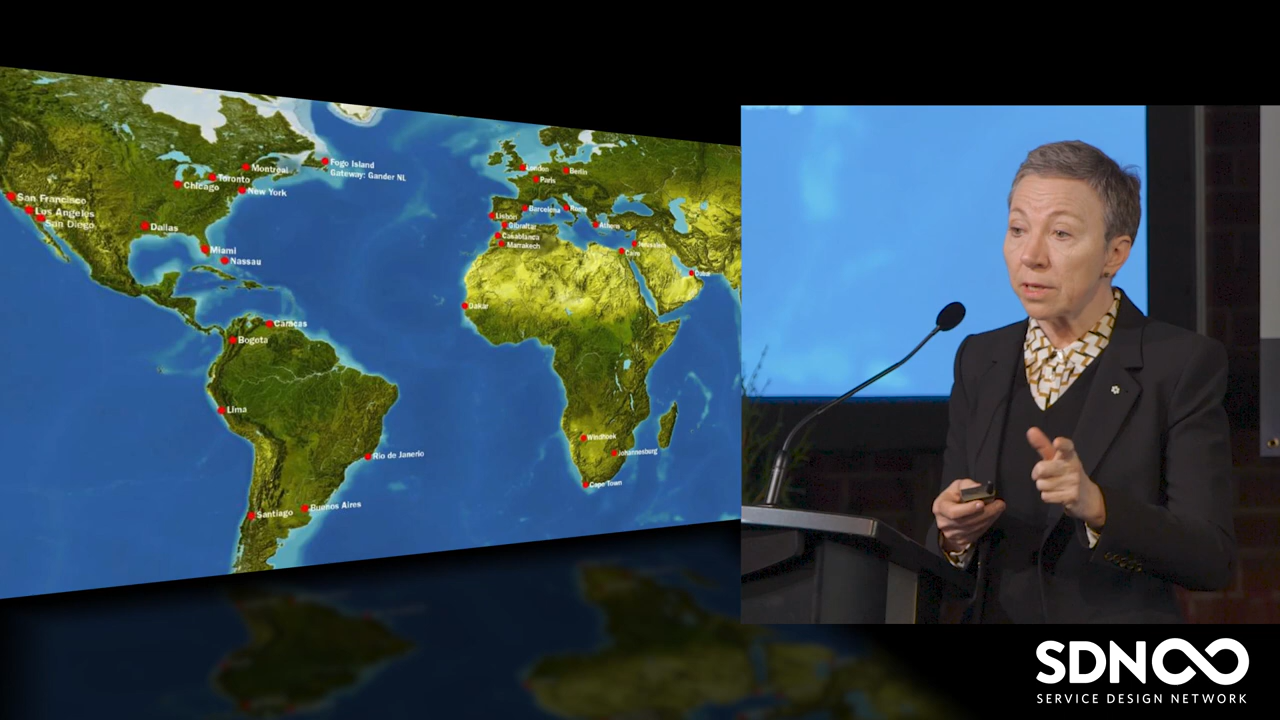 Fogo Island
Gateway: Gander NL
Montreal
Toronto
Chicago
New York
San Francisco
Los Angeles
San Diego
Dallas
Miami
Nassau
Caracas
Bogota
Lima
Rio de Janerio
Santiago
Buenos Aires
London
Berlin
Paris
Barcelona
Rome
Lisbon
Gibraltar
Athens
Casablanca
Marrakech
Cairo
Dubai
Dakar
Windhoek
Johannesburg
Cape Town
SDN
SERVICE DESIGN NETWORK